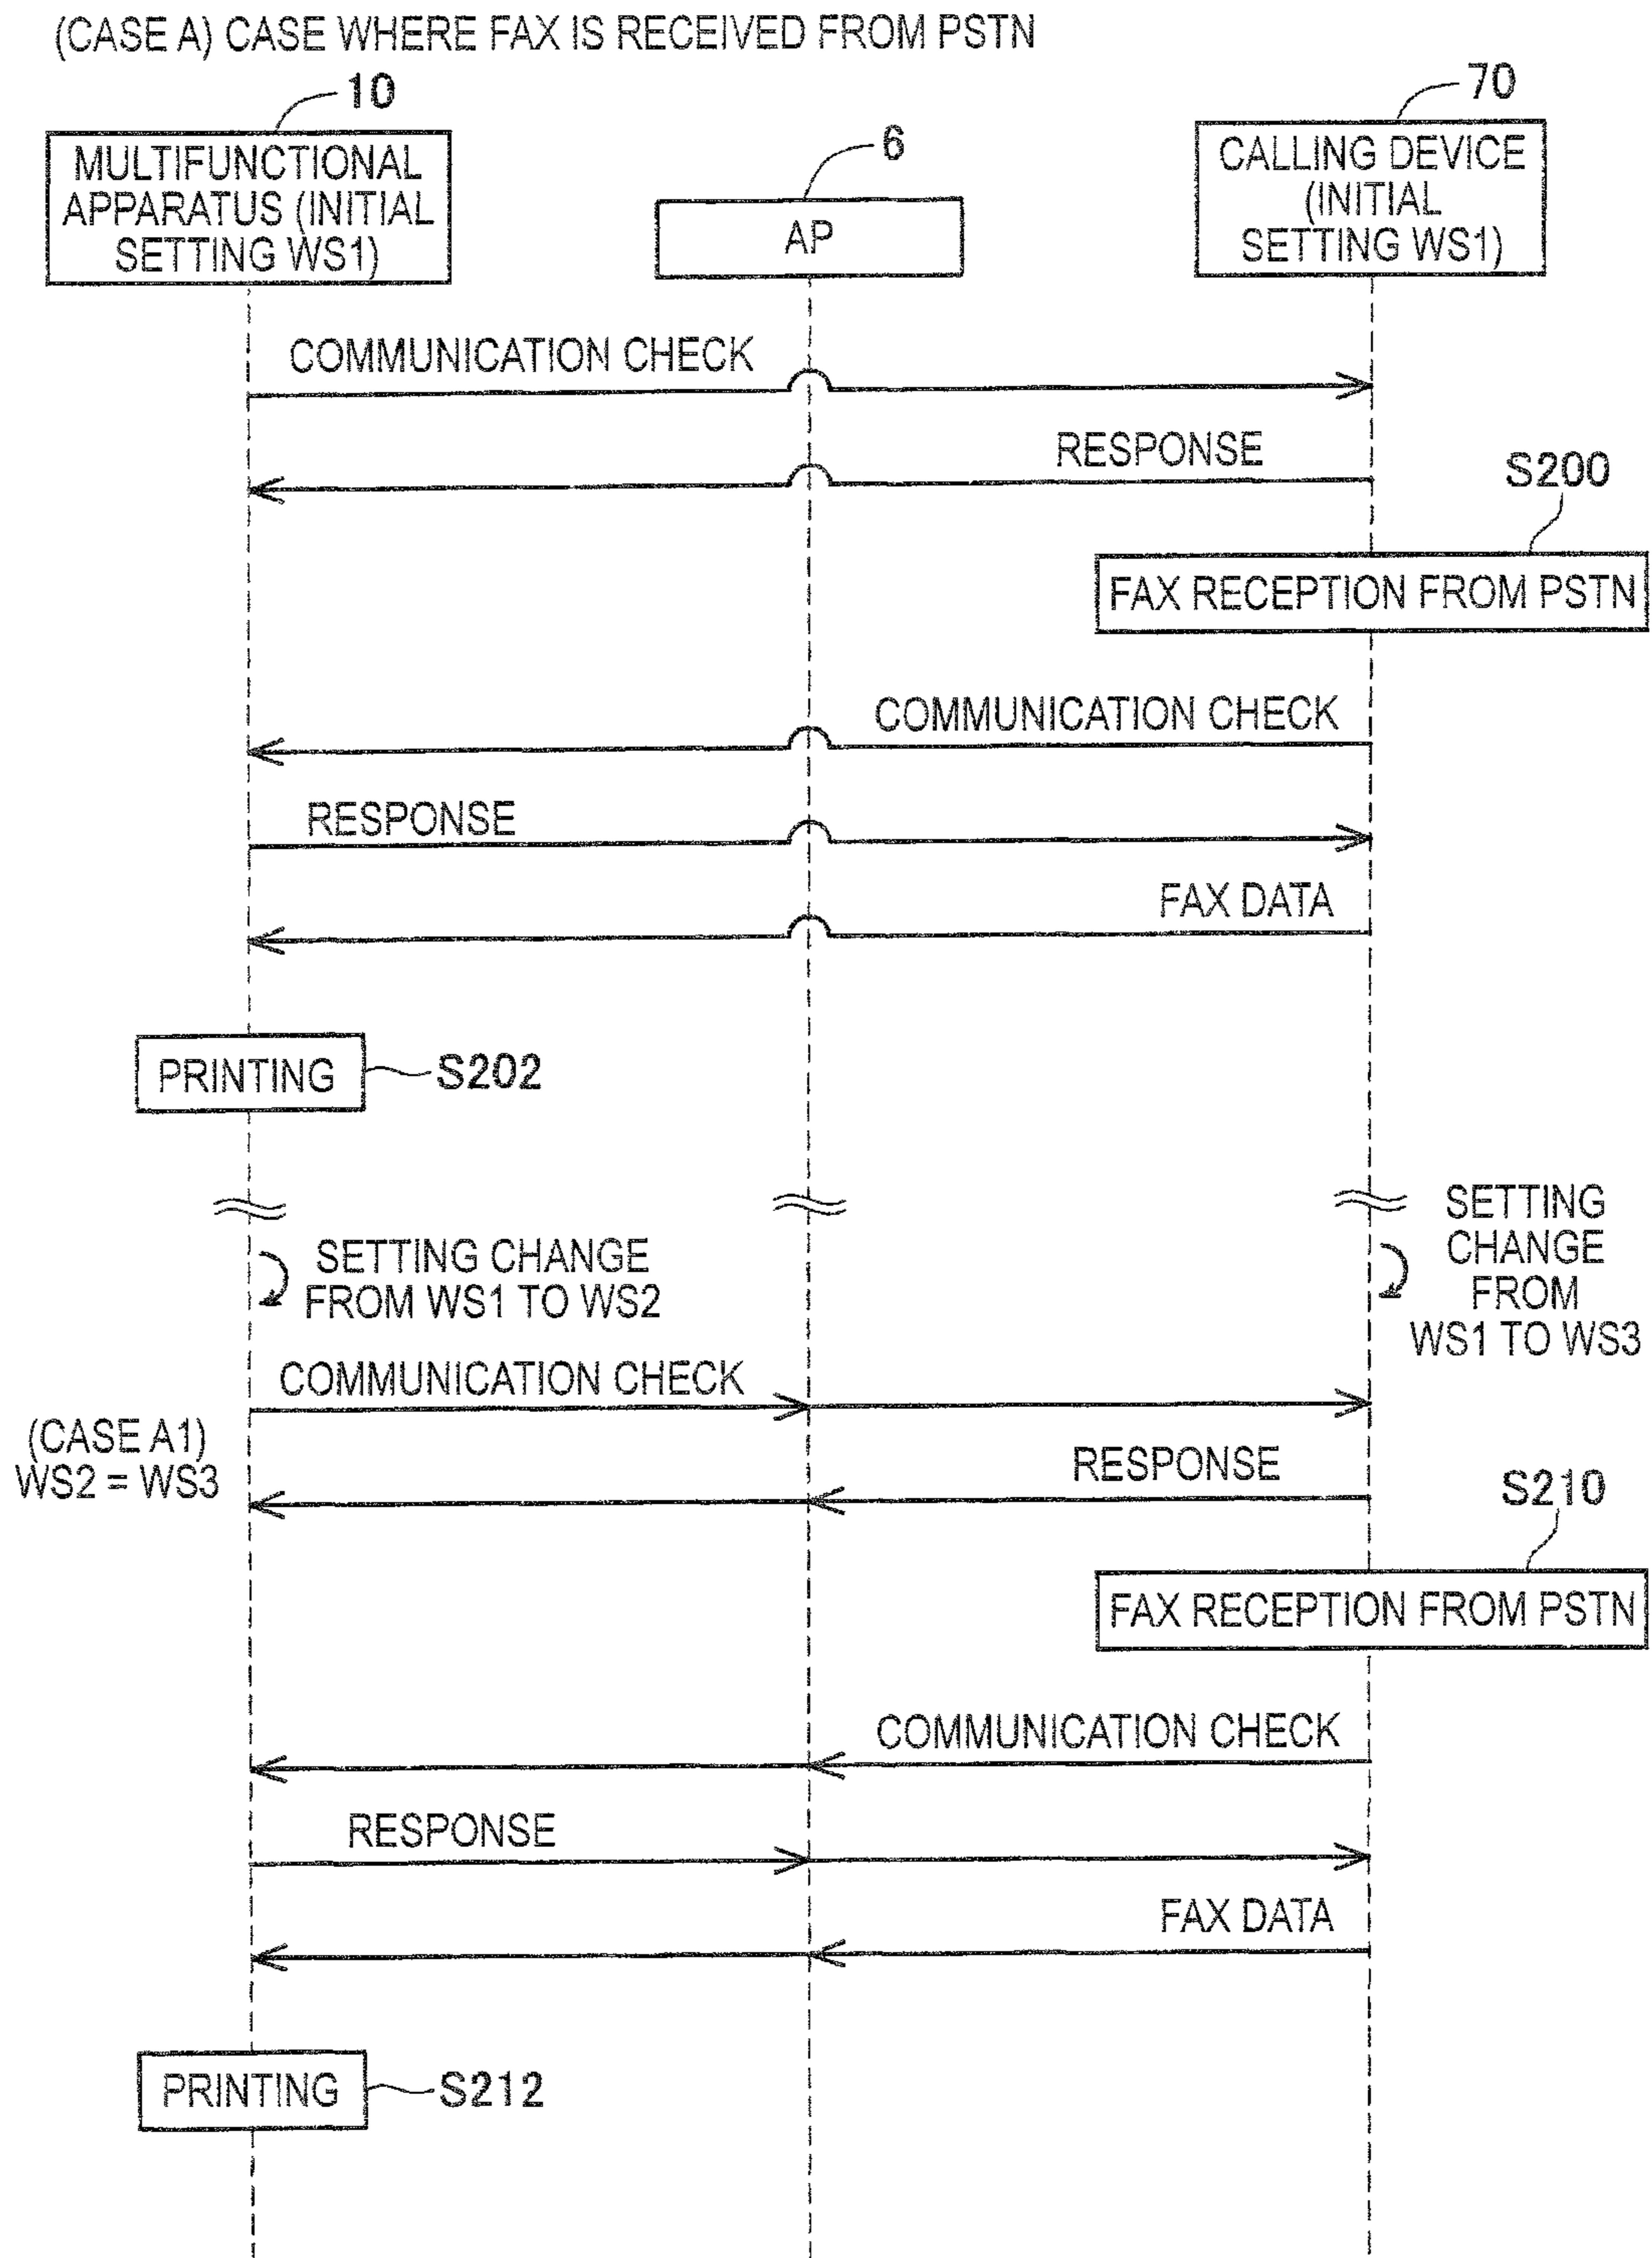 (CASE A) CASE WHERE FAX IS RECEIVED FROM PSTN
10
70
6
MULTIFUNCTIONAL
APPARATUS (INITIAL
SETTING WS1)
AP
CALLING DEVICE
(INITIAL
SETTING WS1)
COMMUNICATION CHECK
RESPONSE
S200
FAX RECEPTION FROM PSTN
COMMUNICATION CHECK
RESPONSE
FAX DATA
PRINTING
S202
SETTING CHANGE
FROM WS1 TO WS2
SETTING
CHANGE
FROM
WS1 TO WS3
COMMUNICATION CHECK
(CASE A1)
WS2 = WS3
RESPONSE
S210
FAX RECEPTION FROM PSTN
COMMUNICATION CHECK
RESPONSE
FAX DATA
PRINTING
S212